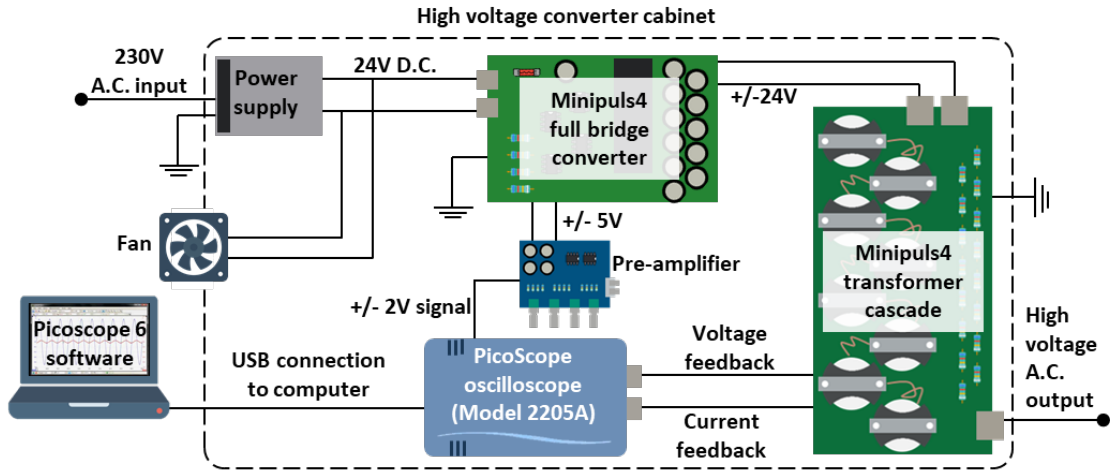 High voltage converter cabinet
230V
A.C. input
Power
supply
24V D.C.
Minipuls4
full bridge
converter
+/-24V
+/- 5V
Fan
Pre-amplifier
Minipuls4
transformer
cascade
+/- 2V signal
Picoscope 6
software
USB connection
to computer
PicoScope
oscilloscope
(Model 2205A)
Voltage
feedback
Current
feedback
High
voltage
A.C.
output